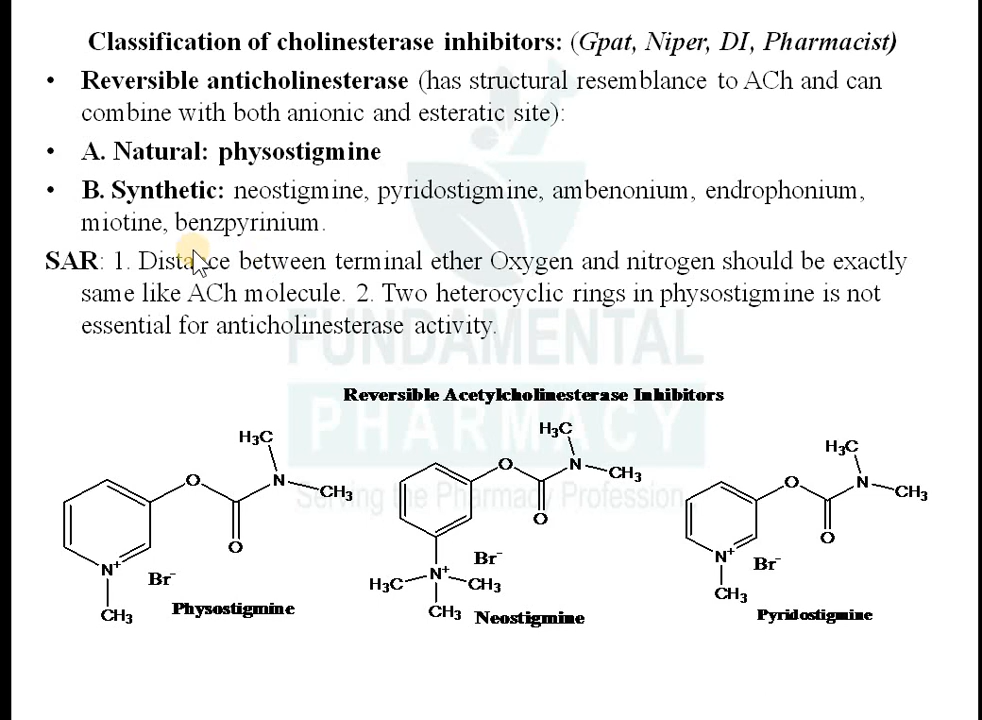 Classification of cholinesterase inhibitors: (Gpat, Niper, DI, Pharmacist)
• Reversible anticholinesterase (has structural resemblance to ACh and can
combine with both anionic and esteratic site):
• A. Natural: physostigmine
• B. Synthetic: neostigmine, pyridostigmine, ambenonium, endrophonium,
miotine, benzpyrinium.
SAR: 1. Distance between terminal ether Oxygen and nitrogen should be exactly
same like ACh molecule. 2. Two heterocyclic rings in physostigmine is not
essential for anticholinesterase activity.
FUNDAMENTAL
PHARMACY
Serving the Pharmacy Profession
Reversible Acetylcholinesterase Inhibitors
H₃C
O
N
CH₃
O
N⁺
Br⁻
CH₃
Physostigmine
H₃C
O
N
CH₃
O
Br⁻
H₃C
N⁺
CH₃
CH₃
Neostigmine
H₃C
O
N
CH₃
O
N⁺
Br⁻
CH₃
Pyridostigmine